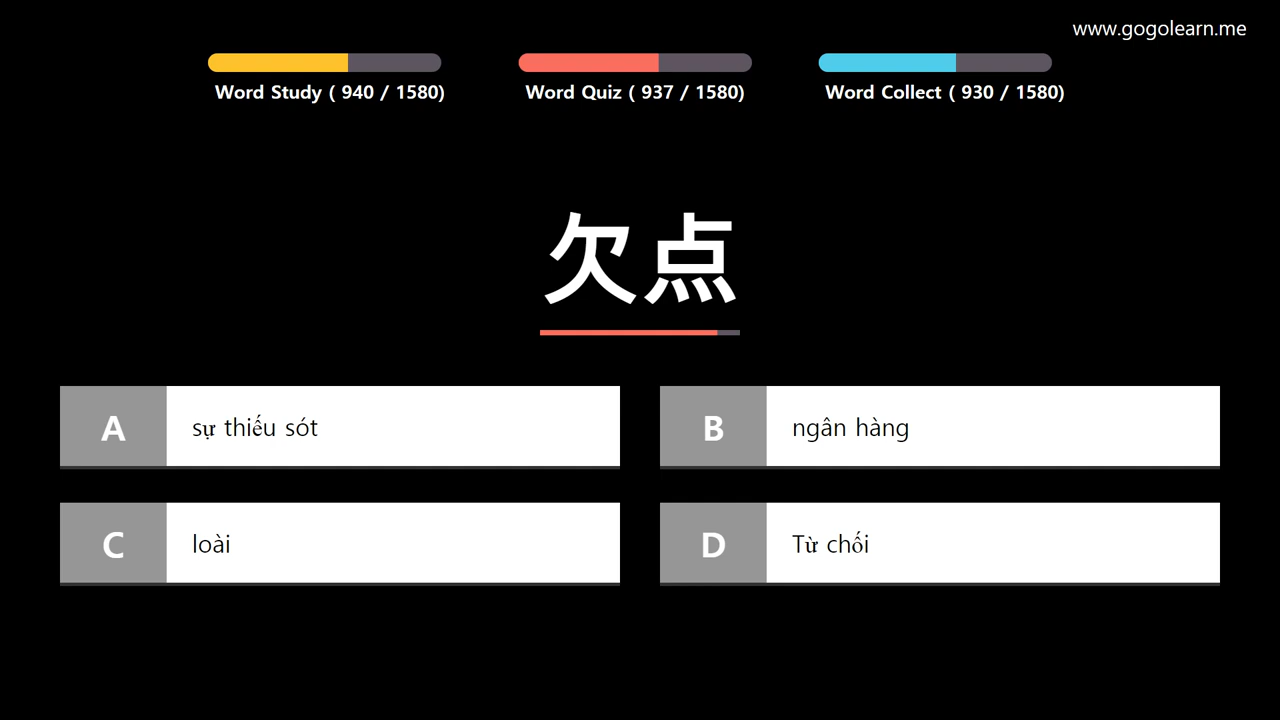 www.gogolearn.me
Word Study ( 940 / 1580)
Word Quiz ( 937 / 1580)
Word Collect ( 930 / 1580)
欠点
A sự thiếu sót
B ngân hàng
C loài
D Từ chối